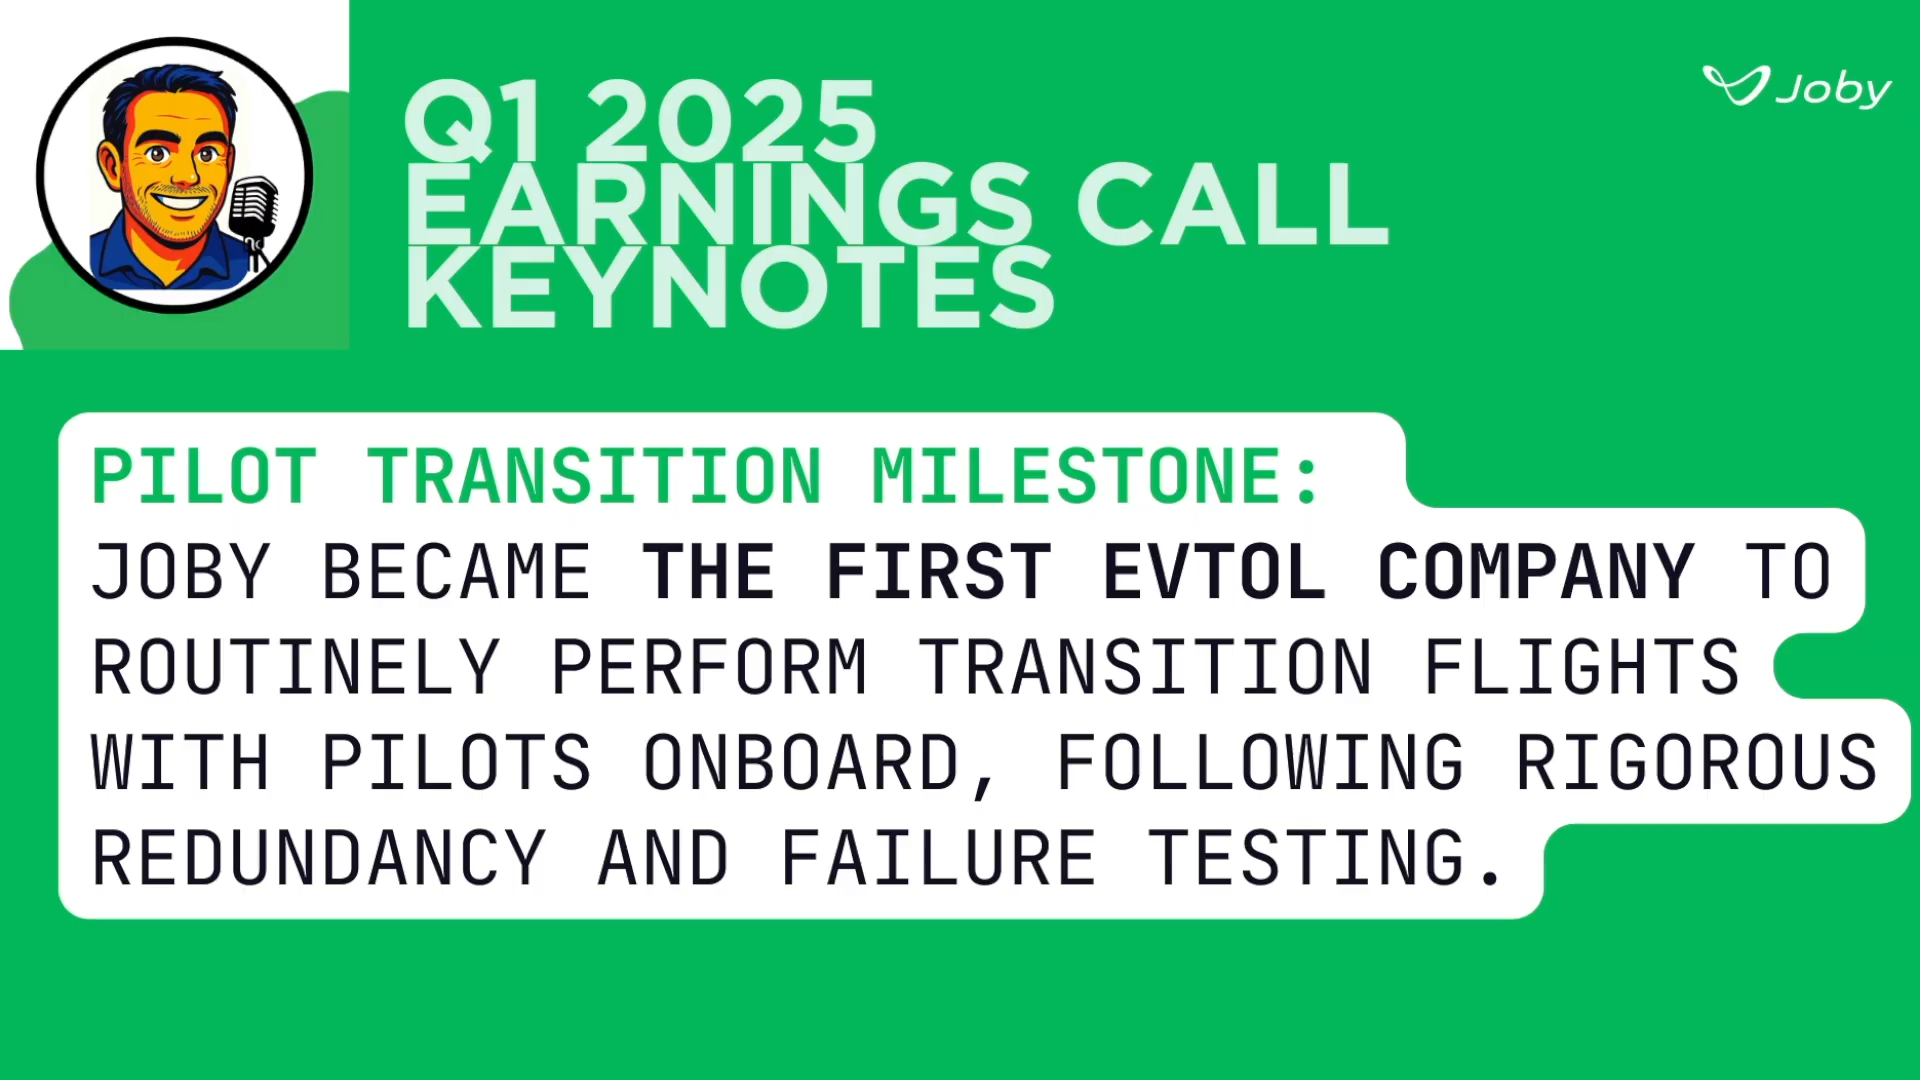 Q1 2025
EARNINGS CALL
KEYNOTES
Joby
PILOT TRANSITION MILESTONE:
JOBY BECAME THE FIRST EVTOL COMPANY TO
ROUTINELY PERFORM TRANSITION FLIGHTS
WITH PILOTS ONBOARD, FOLLOWING RIGOROUS
REDUNDANCY AND FAILURE TESTING.